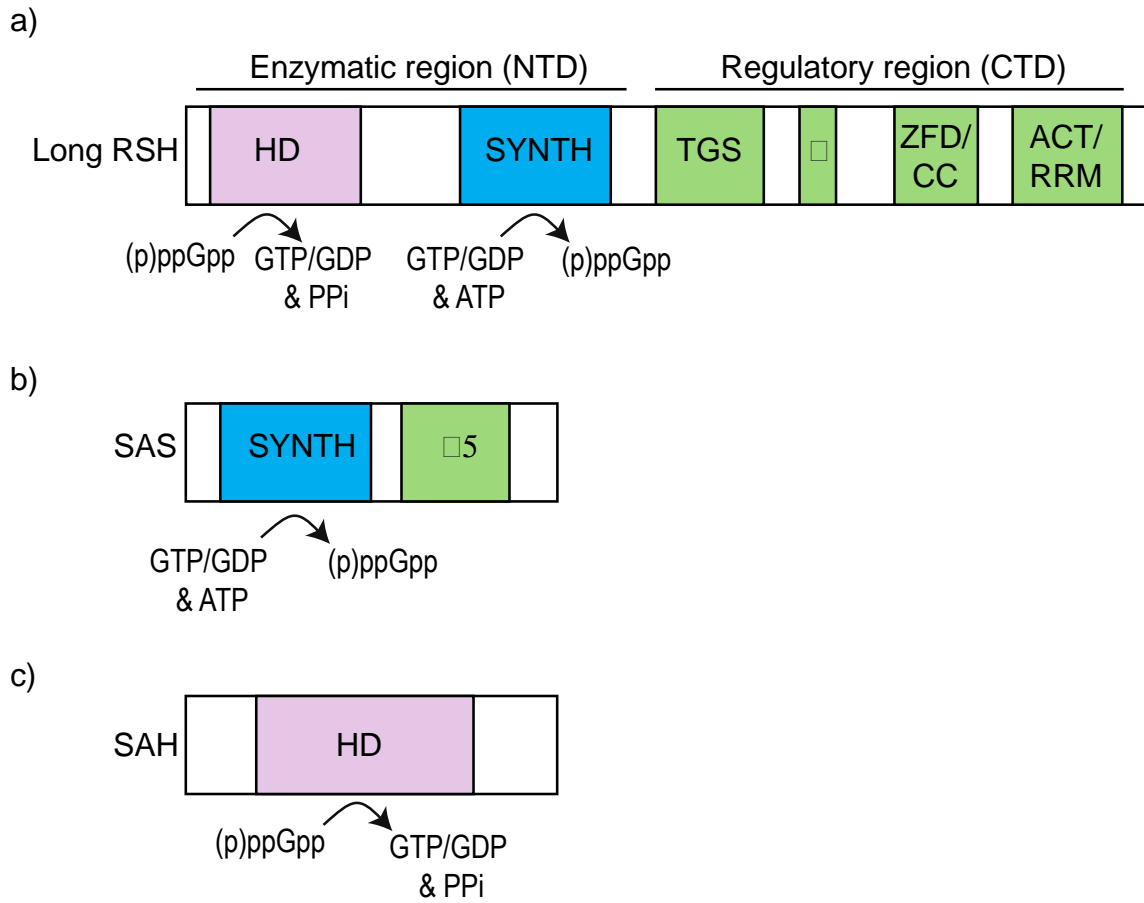 a)
Enzymatic region (NTD)
Regulatory region (CTD)
Long RSH
HD
SYNTH
TGS
□
ZFD/
CC
ACT/
RRM
(p)ppGpp
GTP/GDP
& PPi
GTP/GDP
& ATP
(p)ppGpp
b)
SAS
SYNTH
□5
GTP/GDP
& ATP
(p)ppGpp
c)
SAH
HD
(p)ppGpp
GTP/GDP
& PPi